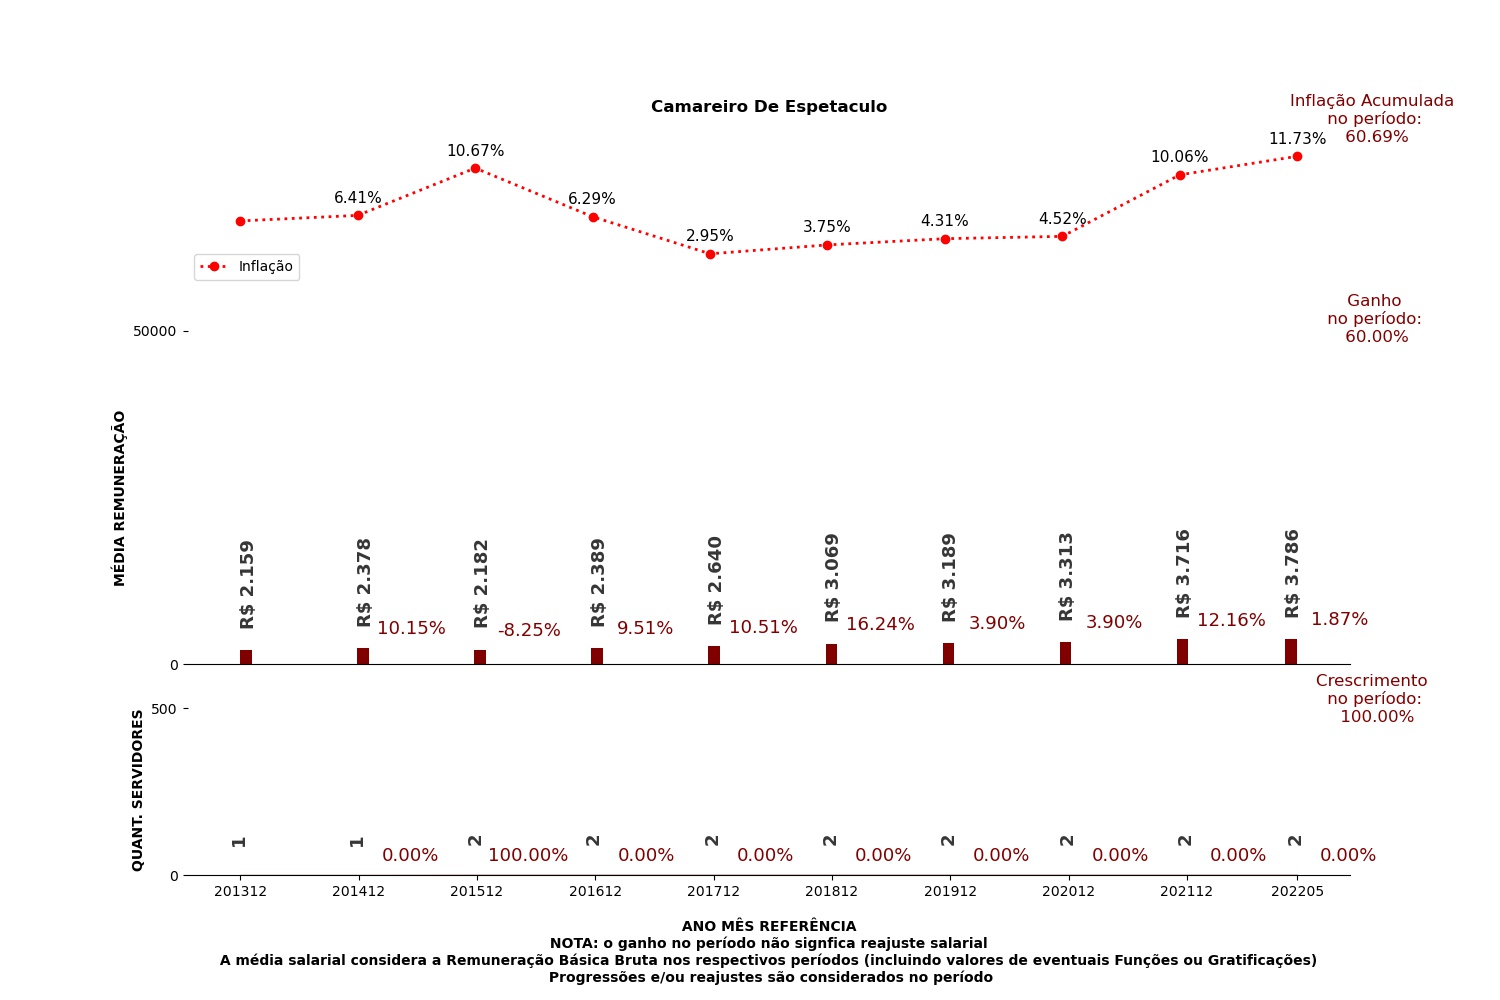 Camareiro De Espetaculo
Inflação Acumulada
no período:
60.69%
6.41%
10.67%
6.29%
2.95%
3.75%
4.31%
4.52%
10.06%
11.73%
Inflação
Ganho
no período:
60.00%
50000
0
MÉDIA REMUNERAÇÃO
R$ 2.159
R$ 2.378
R$ 2.182
R$ 2.389
R$ 2.640
R$ 3.069
R$ 3.189
R$ 3.313
R$ 3.716
R$ 3.786
10.15%
-8.25%
9.51%
10.51%
16.24%
3.90%
3.90%
12.16%
1.87%
Crescrimento
no período:
100.00%
500
0
QUANT. SERVIDORES
1
1
2
2
2
2
2
2
2
2
0.00%
100.00%
0.00%
0.00%
0.00%
0.00%
0.00%
0.00%
0.00%
201312
201412
201512
201612
201712
201812
201912
202012
202112
202205
ANO MÊS REFERÊNCIA
NOTA: o ganho no período não signfica reajuste salarial
A média salarial considera a Remuneração Básica Bruta nos respectivos períodos (incluindo valores de eventuais Funções ou Gratificações)
Progressões e/ou reajustes são considerados no período